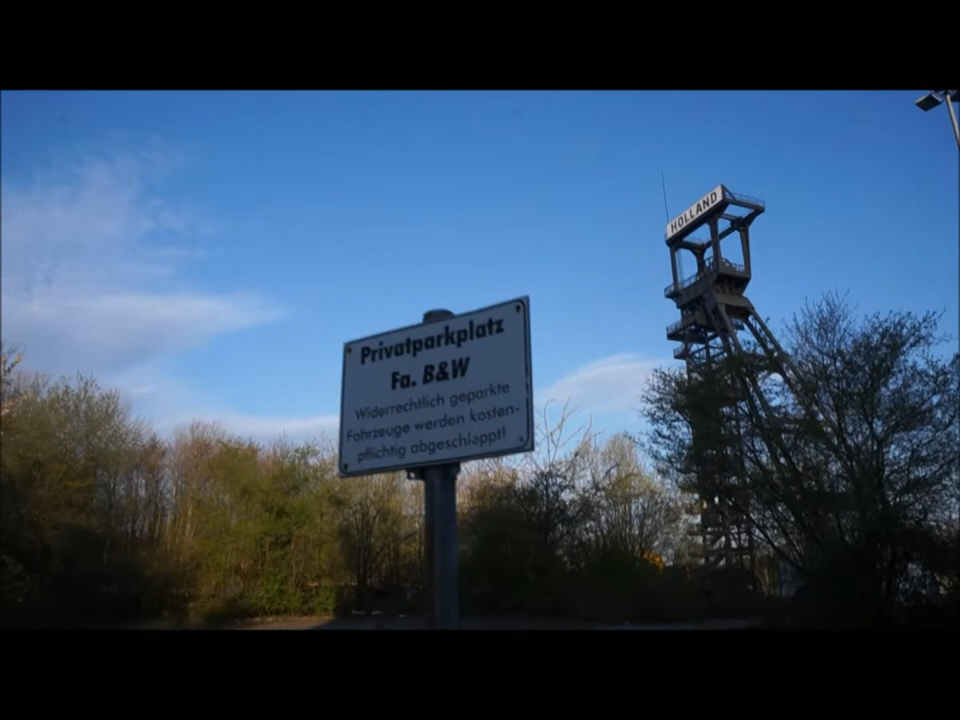 HOLLAND
Privatparkplatz
Fa. B&W
Widerrechtlich geparkte
Fahrzeuge werden kosten-
pflichtig abgeschleppt!